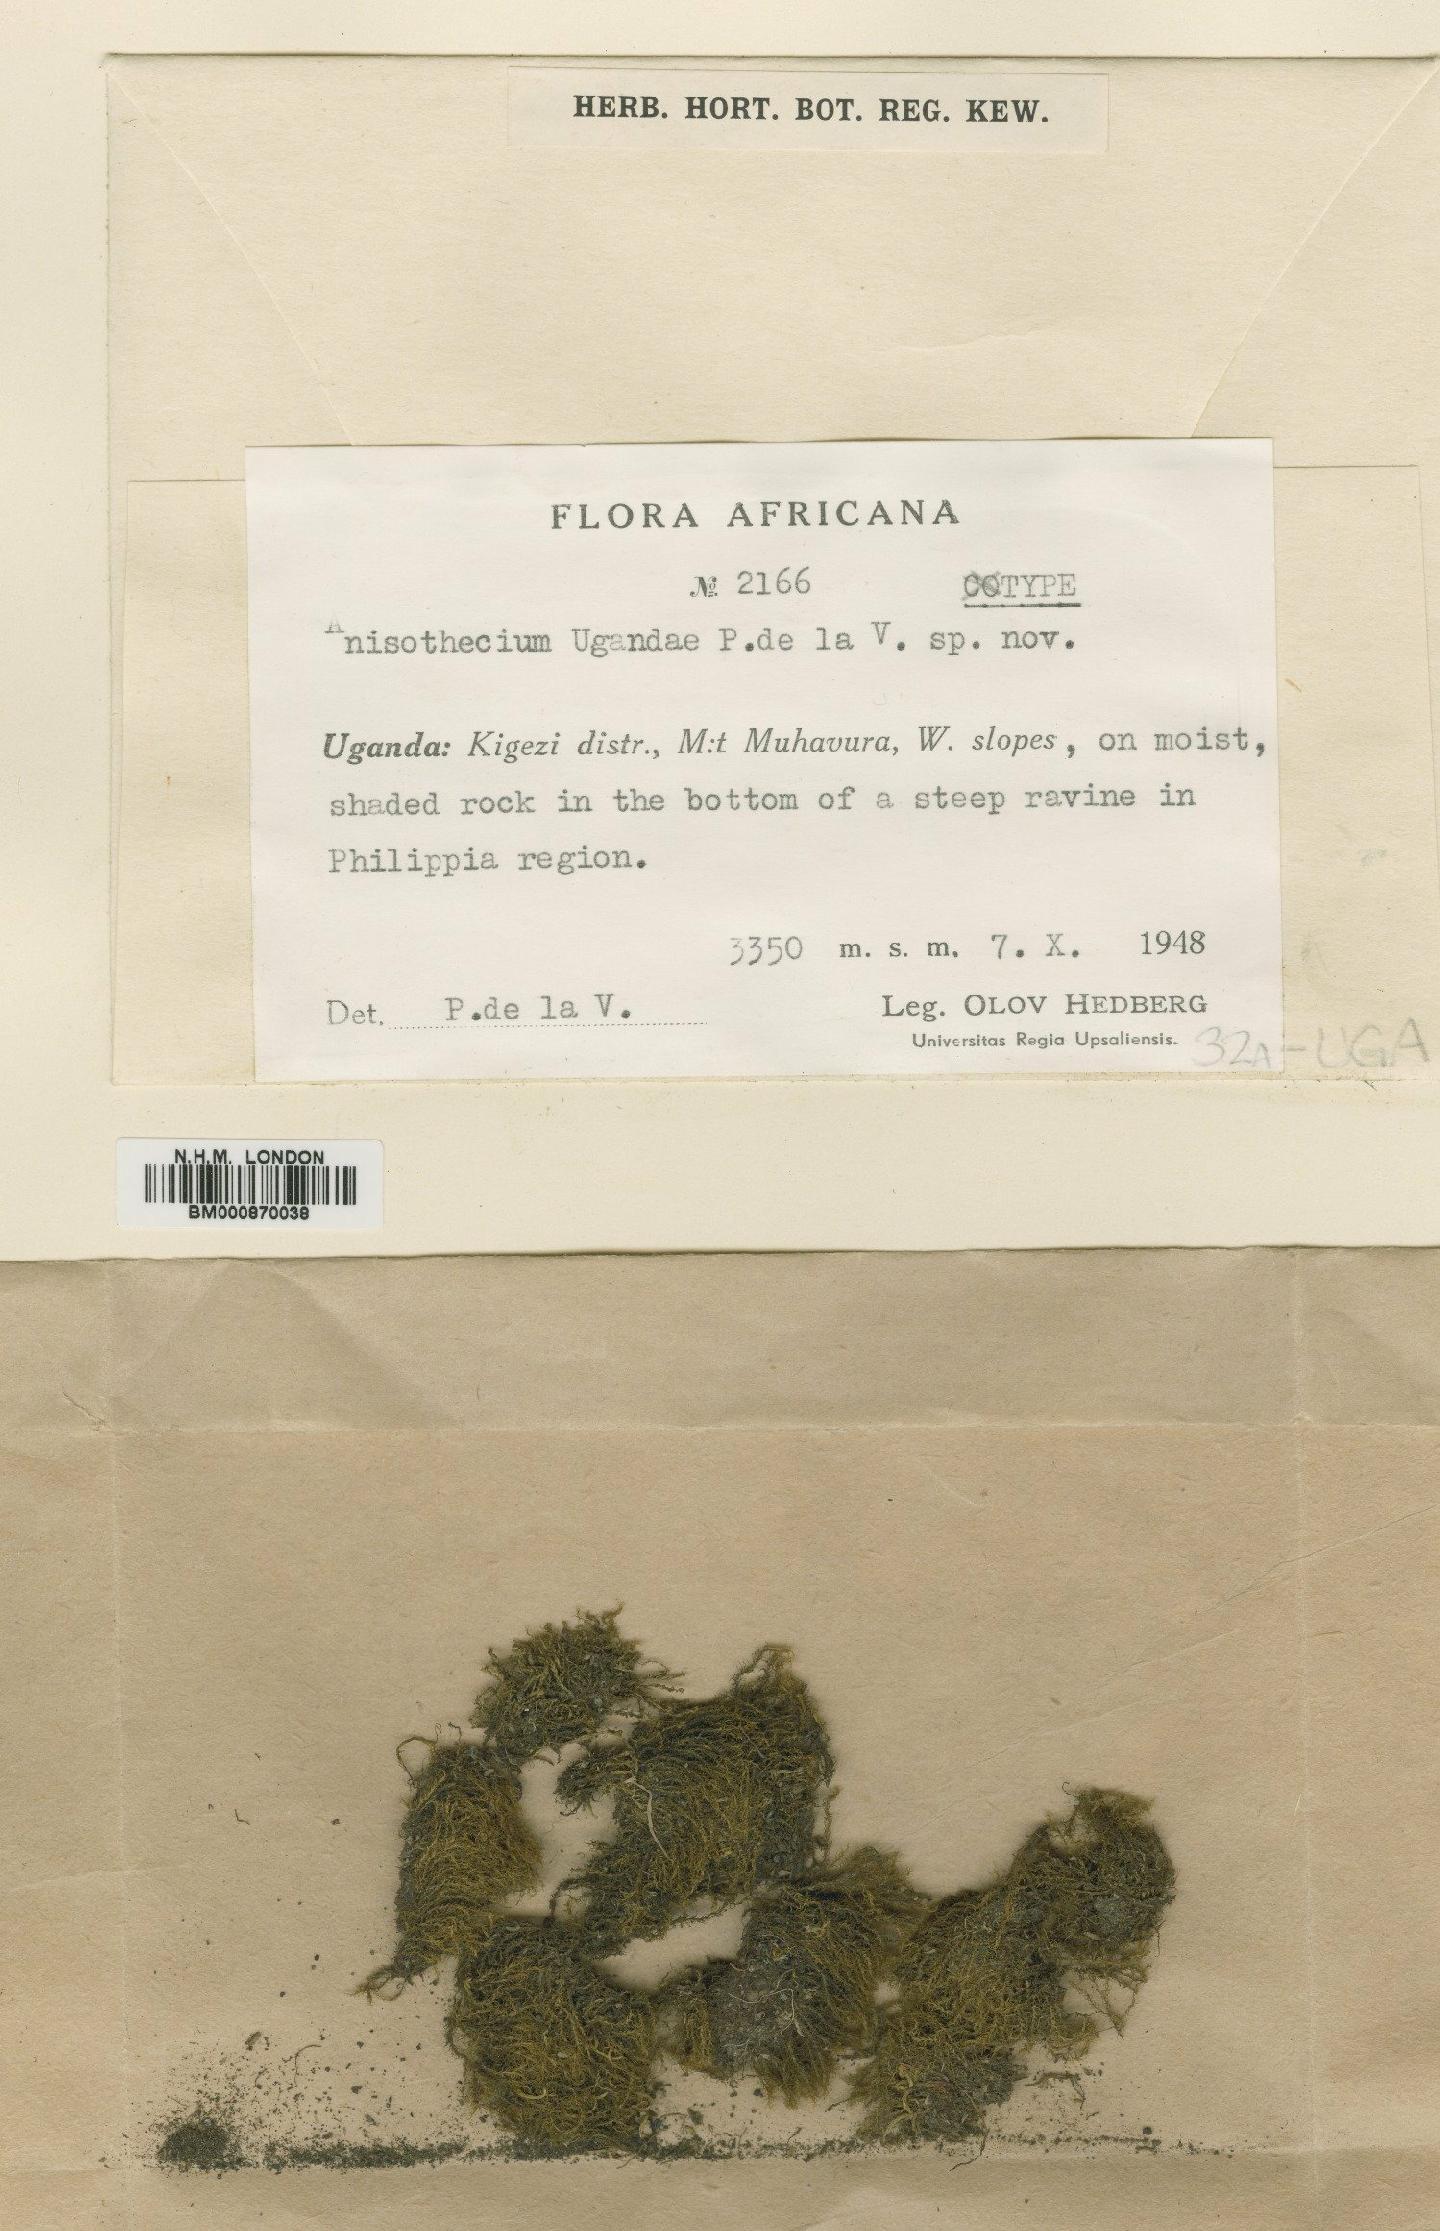 HERB. HORT. BOT. REG. KEW.
FLORA AFRICANA
№ 2166 COTYPE
Anisothecium Ugandae P.de la V. sp. nov.
Uganda: Kigezi distr., M:t Muhavura, W. slopes, on moist,
shaded rock in the bottom of a steep ravine in
Philippia region.
3350 m. s. m. 7. X. 1948
Det. P.de la V. Leg. OLOV HEDBERG
Universitas Regia Upsaliensis.
32A-UGA
N.H.M. LONDON
BM000870038